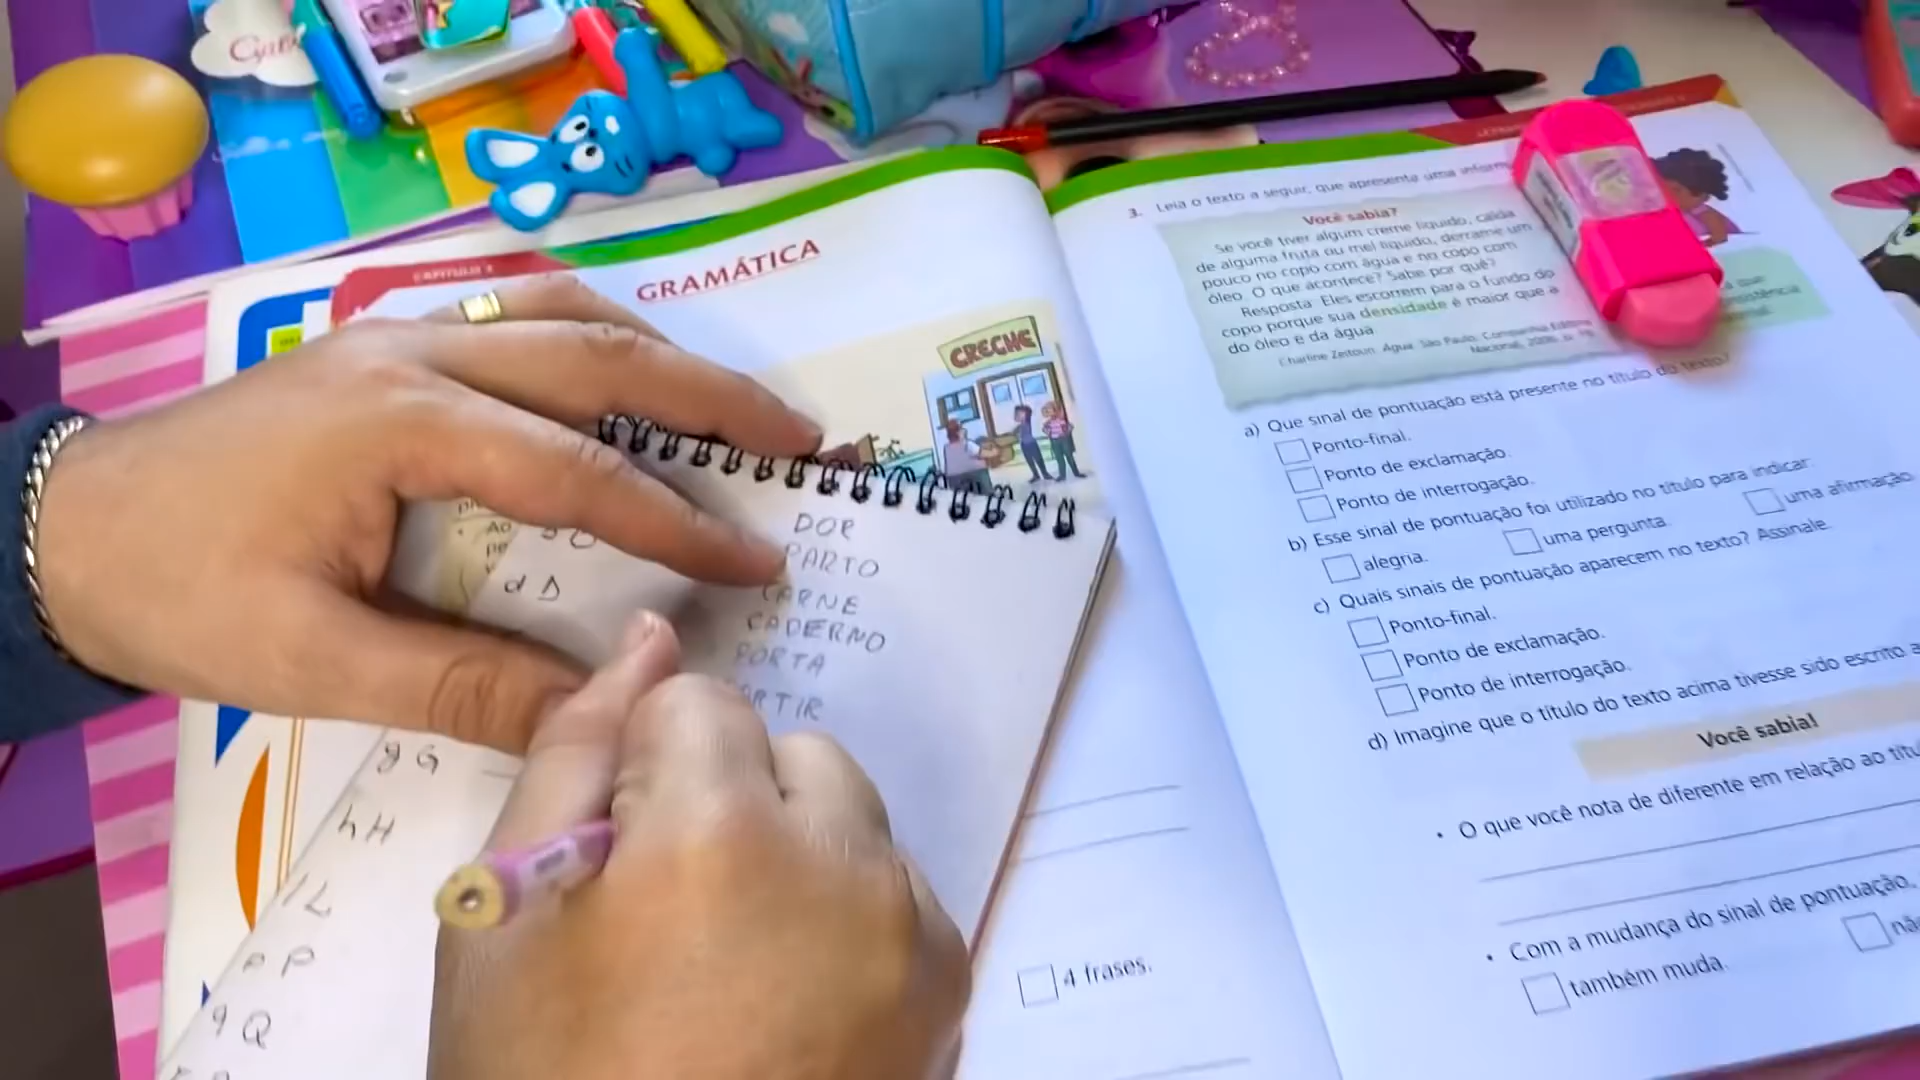 CAPÍTULO 1
GRAMÁTICA
CRECHE
Ao
d D
DOR
PARTO
CARNE
CADERNO
PORTA
RTIR
g G
h H
l L
p P
q Q
4 frases.
3. Leia o texto a seguir, que apresenta uma inform
Você sabia?
Se você tiver algum creme líquido, calda
de alguma fruta ou mel líquido, derrame um
pouco no copo com água e no copo com
óleo. O que acontece? Sabe por quê?
Resposta: Eles escorrem para o fundo do
copo porque sua densidade é maior que a
do óleo e da água.
Charline Zeitoun. Água. São Paulo: Companhia Editora
Nacional, 2006, p.
a) Que sinal de pontuação está presente no título do texto?
Ponto-final.
Ponto de exclamação.
Ponto de interrogação.
b) Esse sinal de pontuação foi utilizado no título para indicar:
alegria. uma pergunta. uma afirmação.
c) Quais sinais de pontuação aparecem no texto? Assinale.
Ponto-final.
Ponto de exclamação.
Ponto de interrogação.
d) Imagine que o título do texto acima tivesse sido escrito a
Você sabia!
• O que você nota de diferente em relação ao títu
• Com a mudança do sinal de pontuação,
também muda. nã